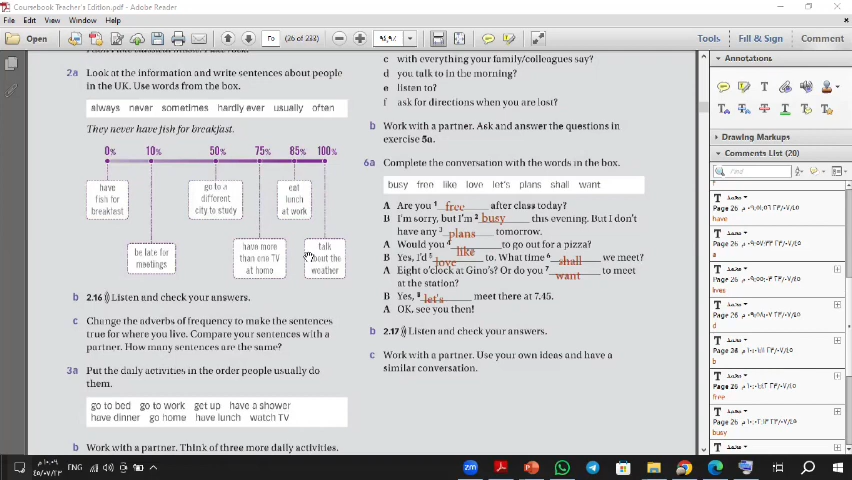 Coursebook Teacher's Edition.pdf - Adobe Reader
File Edit View Window Help
Open
(26 of 233)
Tools Fill & Sign Comment
2a Look at the information and write sentences about people
in the UK. Use words from the box.
always never sometimes hardly ever usually often
They never have fish for breakfast.
0% 10% 50% 75% 85% 100%
have
fish for
breakfast
be late for
meetings
go to a
different
city to study
have more
than one TV
at home
eat
lunch
at work
talk
about the
weather
b 2.16 Listen and check your answers.
c Change the adverbs of frequency to make the sentences
true for where you live. Compare your sentences with a
partner. How many sentences are the same?
3a Put the daily activities in the order people usually do
them.
go to bed go to work get up have a shower
have dinner go home have lunch watch TV
b Work with a partner. Think of three more daily activities.
c with everything your family/colleagues say?
d you talk to in the morning?
e listen to?
f ask for directions when you are lost?
b Work with a partner. Ask and answer the questions in
exercise 5a.
6a Complete the conversation with the words in the box.
busy free like love let's plans shall want
A Are you 1 free after class today?
B I'm sorry, but I'm 2 busy this evening. But I don't
have any 3 plans tomorrow.
A Would you 4 like to go out for a pizza?
B Yes, I'd 5 love to. What time 6 shall we meet?
A Eight o'clock at Gino's? Or do you 7 want to meet
at the station?
B Yes, 8 let's meet there at 7.45.
A OK, see you then!
b 2.17 Listen and check your answers.
c Work with a partner. Use your own ideas and have a
similar conversation.
Annotations
Drawing Markups
Comments List (20)
Find
Page 26
have
Page 26
a
Page 26
lives
Page 26
d
Page 26
b
Page 26
free
Page 26
busy
ENG